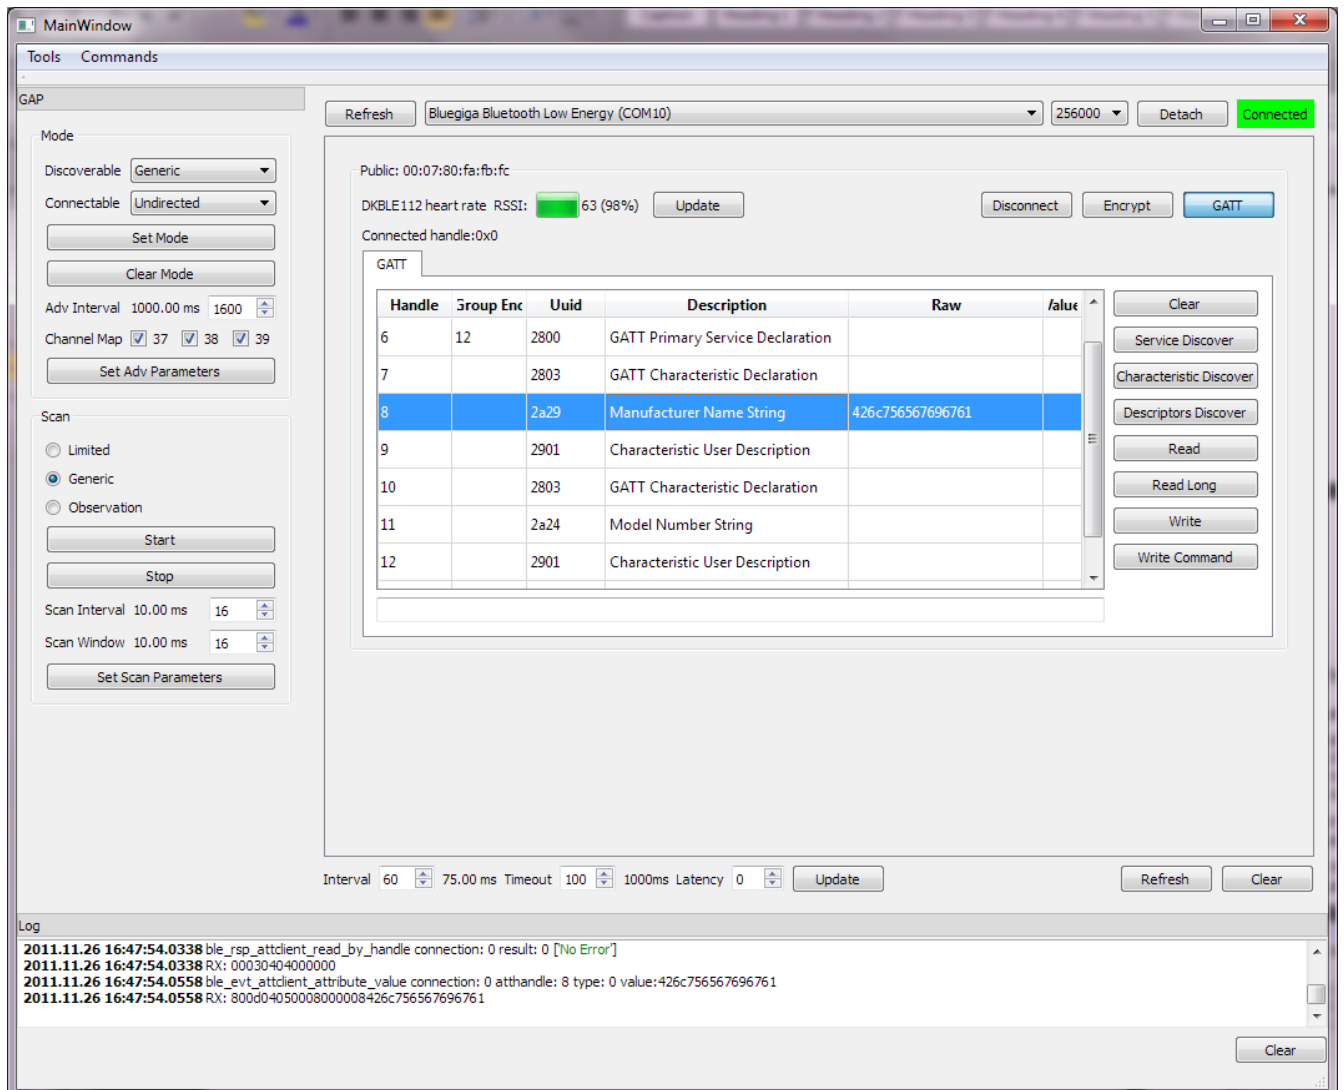 MainWindow
Tools Commands
GAP
Mode
Discoverable Generic
Connectable Undirected
Set Mode
Clear Mode
Adv Interval 1000.00 ms 1600
Channel Map 37 38 39
Set Adv Parameters
Scan
Limited
Generic
Observation
Start
Stop
Scan Interval 10.00 ms 16
Scan Window 10.00 ms 16
Set Scan Parameters
Refresh Bluegiga Bluetooth Low Energy (COM10) 256000 Detach Connected
Public: 00:07:80:fa:fb:fc
DKBLE112 heart rate RSSI: 63 (98%) Update Disconnect Encrypt GATT
Connected handle:0x0
GATT
Handle Group Enc Uuid Description Raw Value
6 12 2800 GATT Primary Service Declaration
7 2803 GATT Characteristic Declaration
8 2a29 Manufacturer Name String 426c756567696761
9 2901 Characteristic User Description
10 2803 GATT Characteristic Declaration
11 2a24 Model Number String
12 2901 Characteristic User Description
Clear
Service Discover
Characteristic Discover
Descriptors Discover
Read
Read Long
Write
Write Command
Interval 60 75.00 ms Timeout 100 1000ms Latency 0 Update Refresh Clear
Log
2011.11.26 16:47:54.0338 ble_rsp_attclient_read_by_handle connection: 0 result: 0 ['No Error']
2011.11.26 16:47:54.0338 RX: 00030404000000
2011.11.26 16:47:54.0558 ble_evt_attclient_attribute_value connection: 0 atthandle: 8 type: 0 value:426c756567696761
2011.11.26 16:47:54.0558 RX: 800d04050008000008426c756567696761
Clear